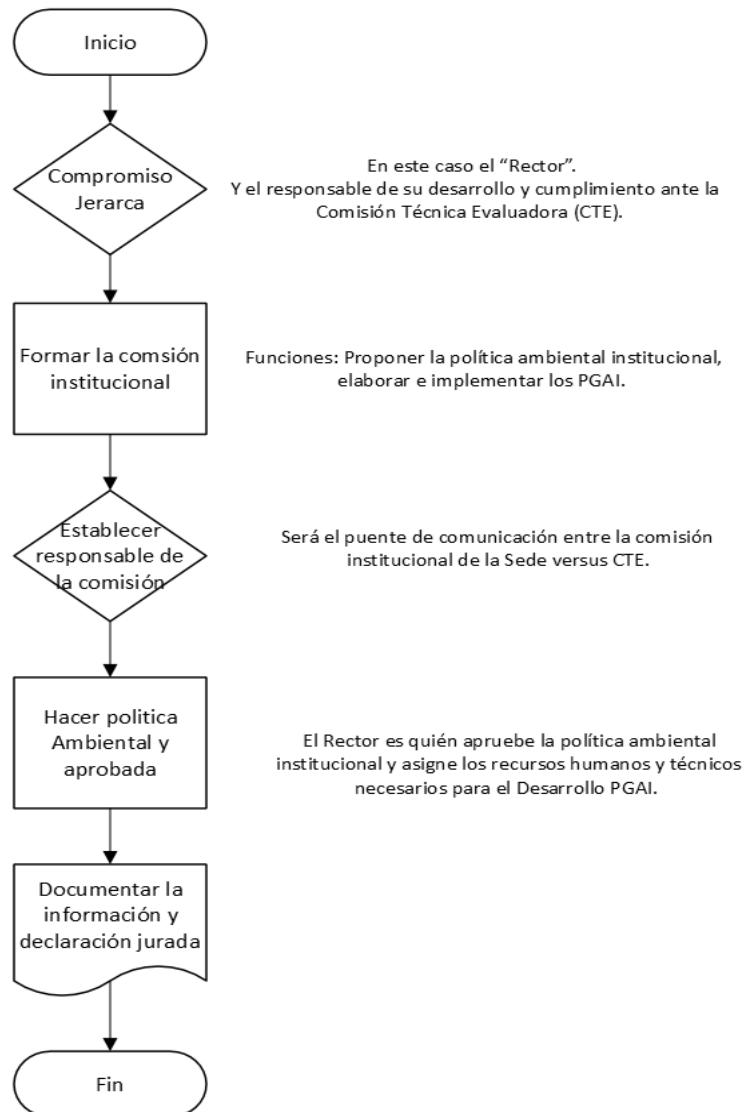 Inicio
Compromiso
Jerarca
En este caso el “Rector”.
Y el responsable de su desarrollo y cumplimiento ante la
Comisión Técnica Evaluadora (CTE).
Formar la comsión
institucional
Funciones: Proponer la política ambiental institucional,
elaborar e implementar los PGAI.
Establecer
responsable de
la comisión
Será el puente de comunicación entre la comisión
institucional de la Sede versus CTE.
Hacer politica
Ambiental y
aprobada
El Rector es quién apruebe la política ambiental
institucional y asigne los recursos humanos y técnicos
necesarios para el Desarrollo PGAI.
Documentar la
información y
declaración jurada
Fin